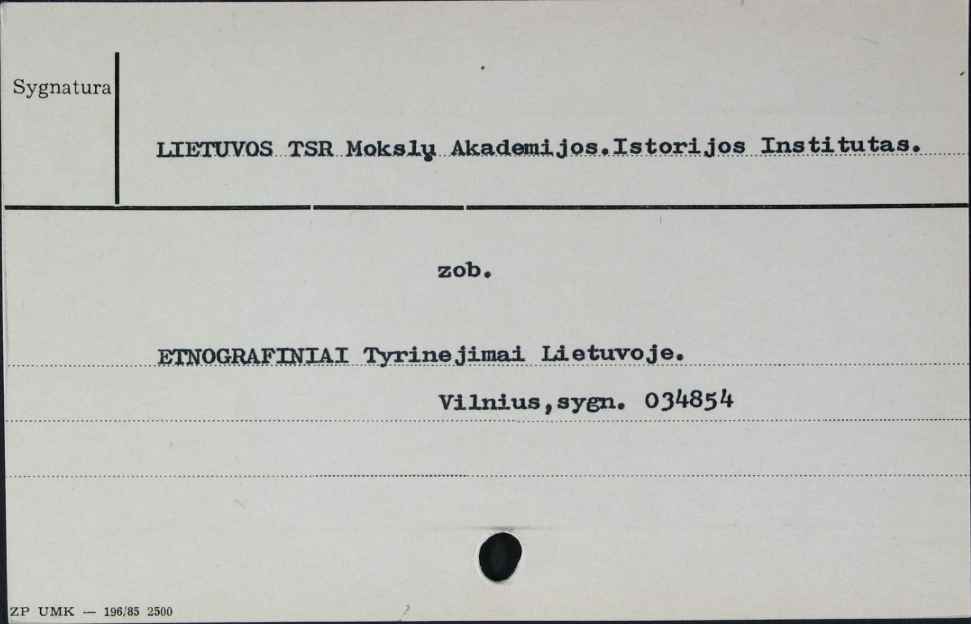 Sygnatura
LIETUVOS TSR Mokslų Akademijos.Istorijos Institutas.
zob.
ETNOGRAFINIAI Tyrinejimai Lietuvoje.
Vilnius,sygn. 034854
ZP UMK — 196/85 2500